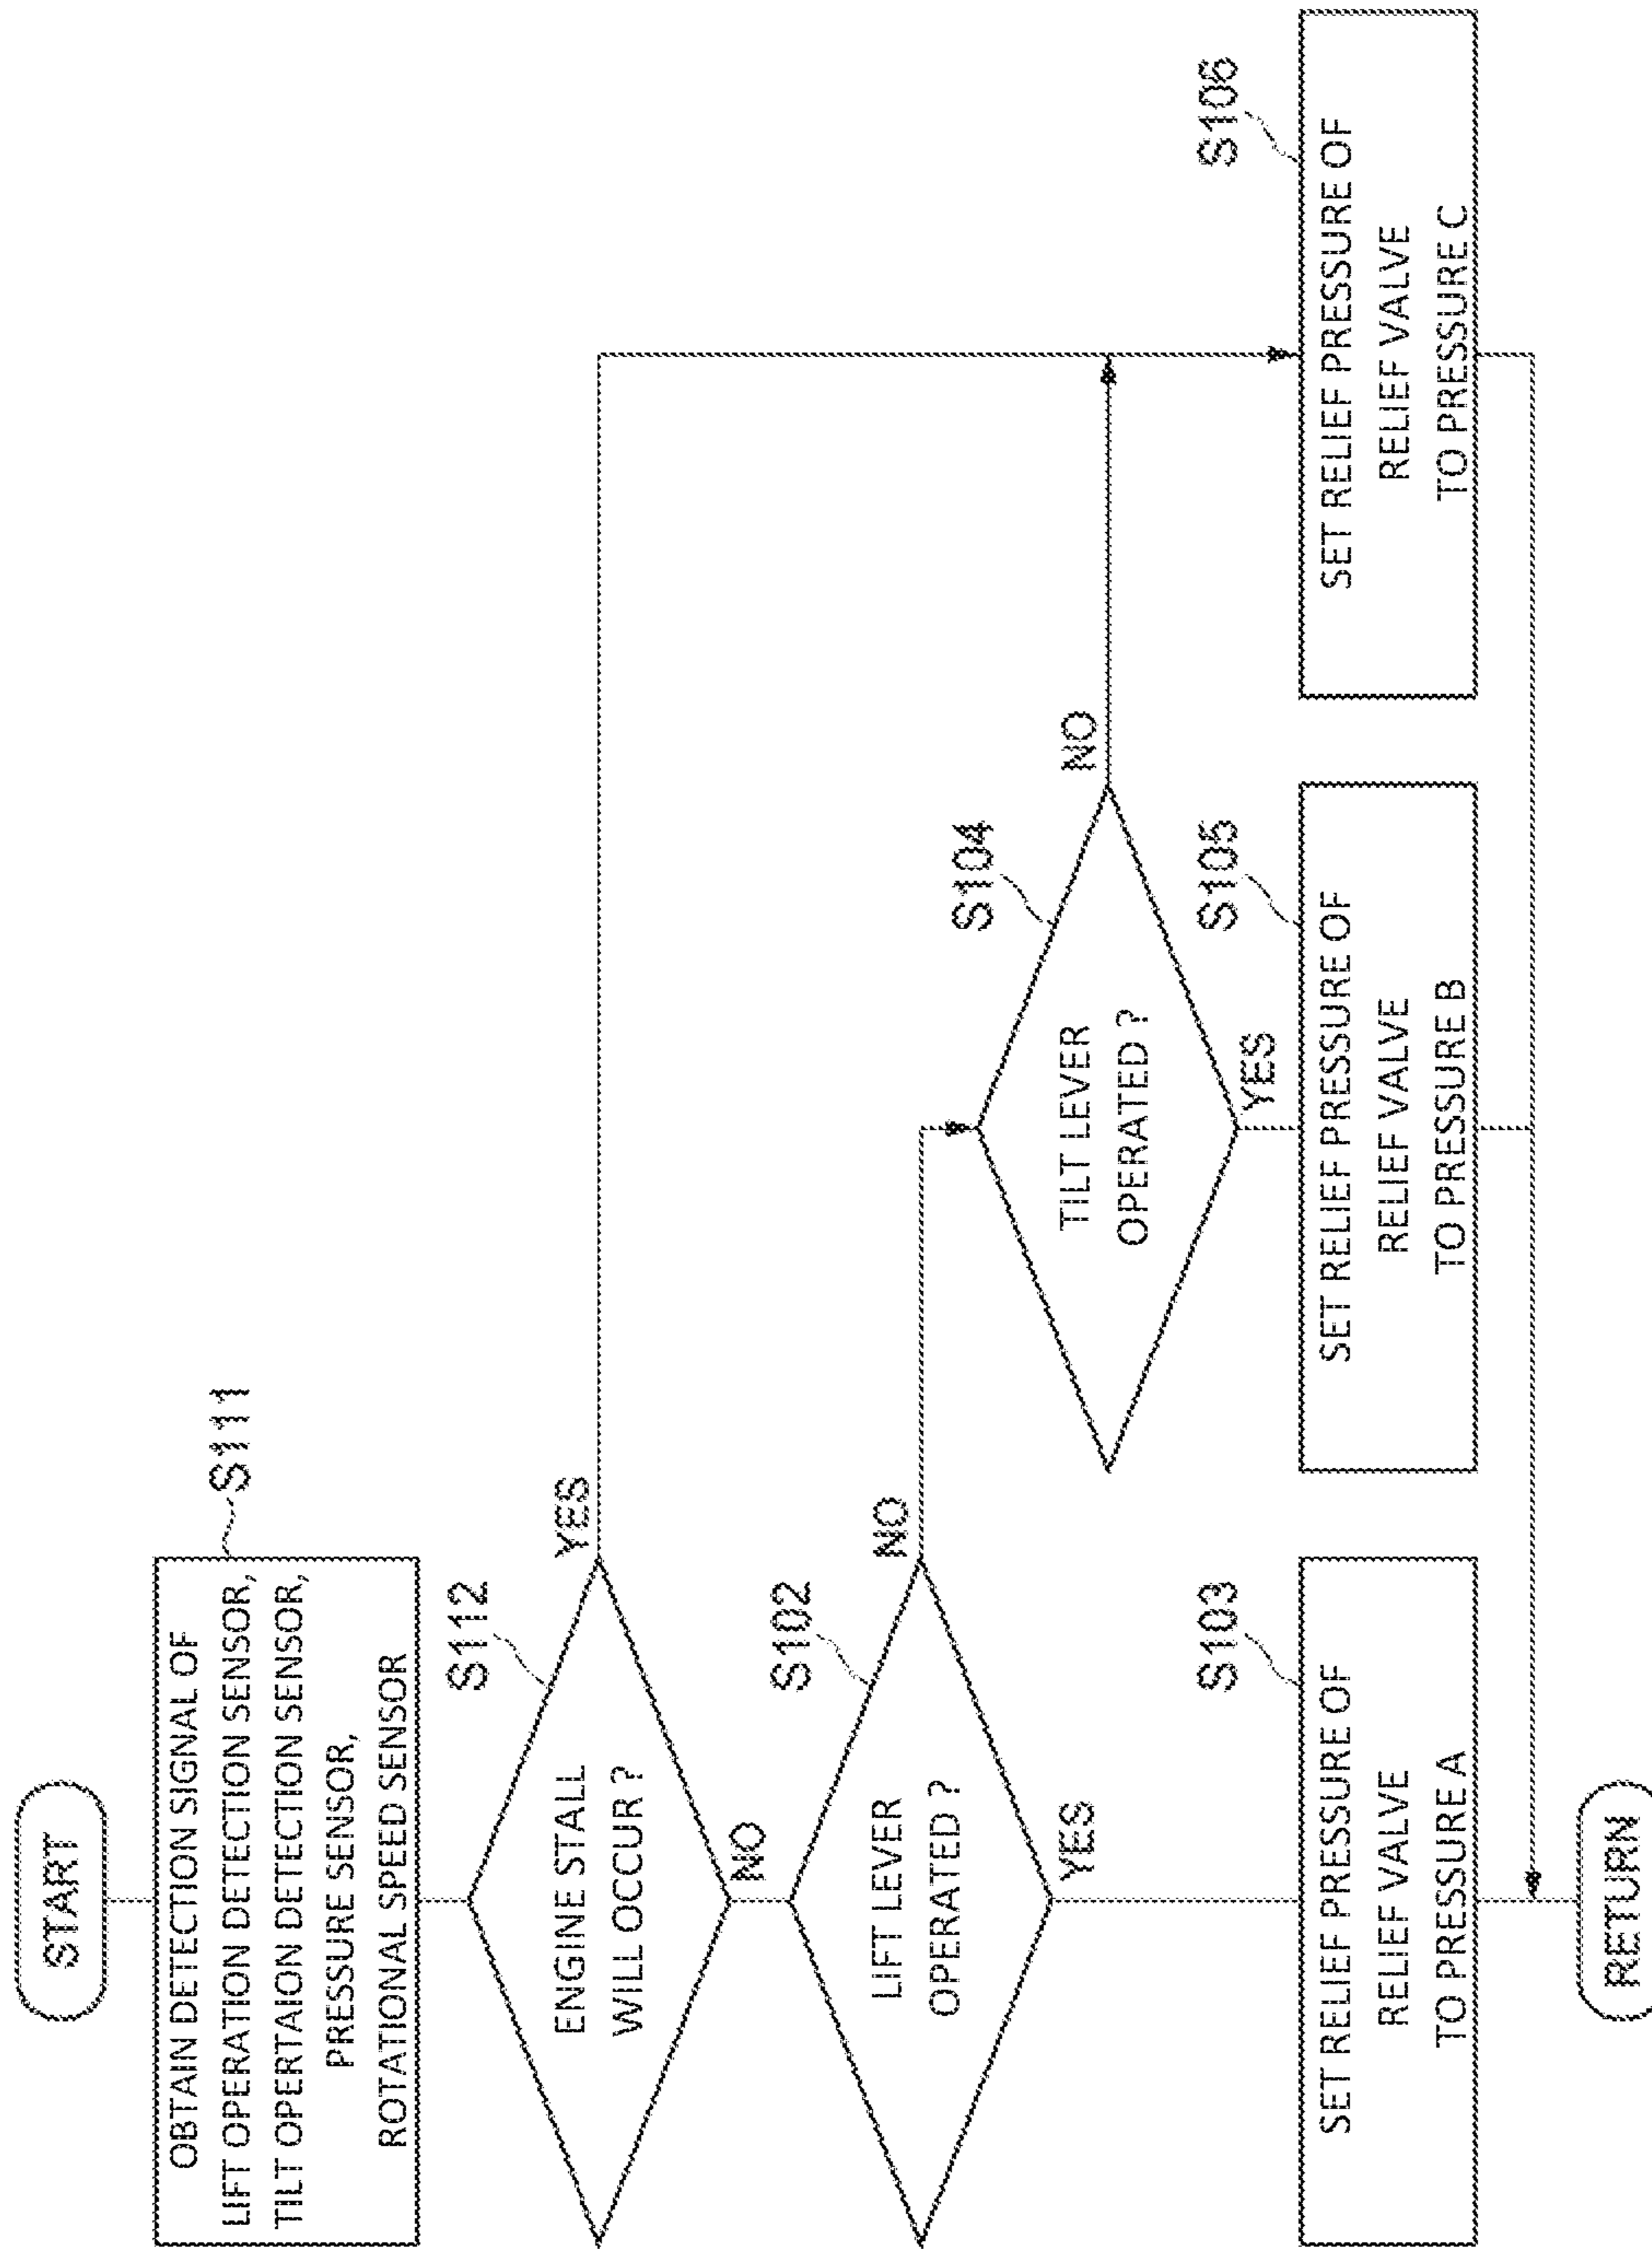 START
OBTAIN DETECTION SIGNAL OF
LIFT OPERATION DETECTION SENSOR,
TILT OPERTAION DETECTION SENSOR,
PRESSURE SENSOR,
ROTATIONAL SPEED SENSOR
S111
ENGINE STALL
WILL OCCUR ?
S112
YES
NO
LIFT LEVER
OPERATED ?
S102
NO
YES
TILT LEVER
OPERATED ?
S104
NO
YES
SET RELIEF PRESSURE OF
RELIEF VALVE
TO PRESSURE A
S103
SET RELIEF PRESSURE OF
RELIEF VALVE
TO PRESSURE B
S105
SET RELIEF PRESSURE OF
RELIEF VALVE
TO PRESSURE C
S106
RETURN